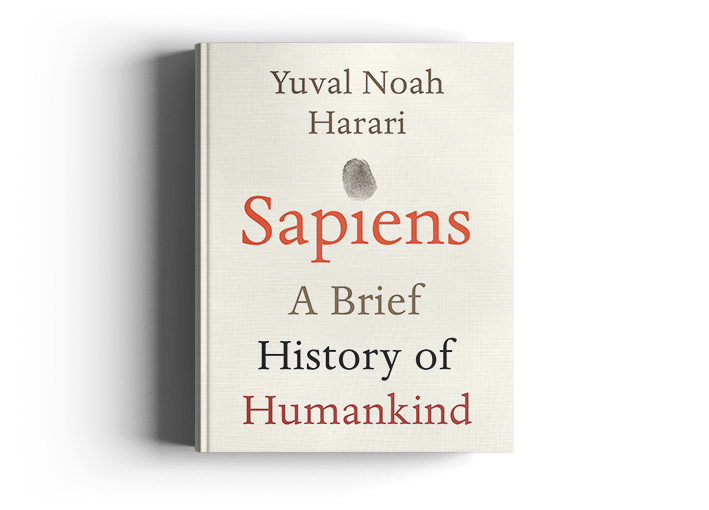 Yuval Noah
Harari
Sapiens
A Brief
History of
Humankind